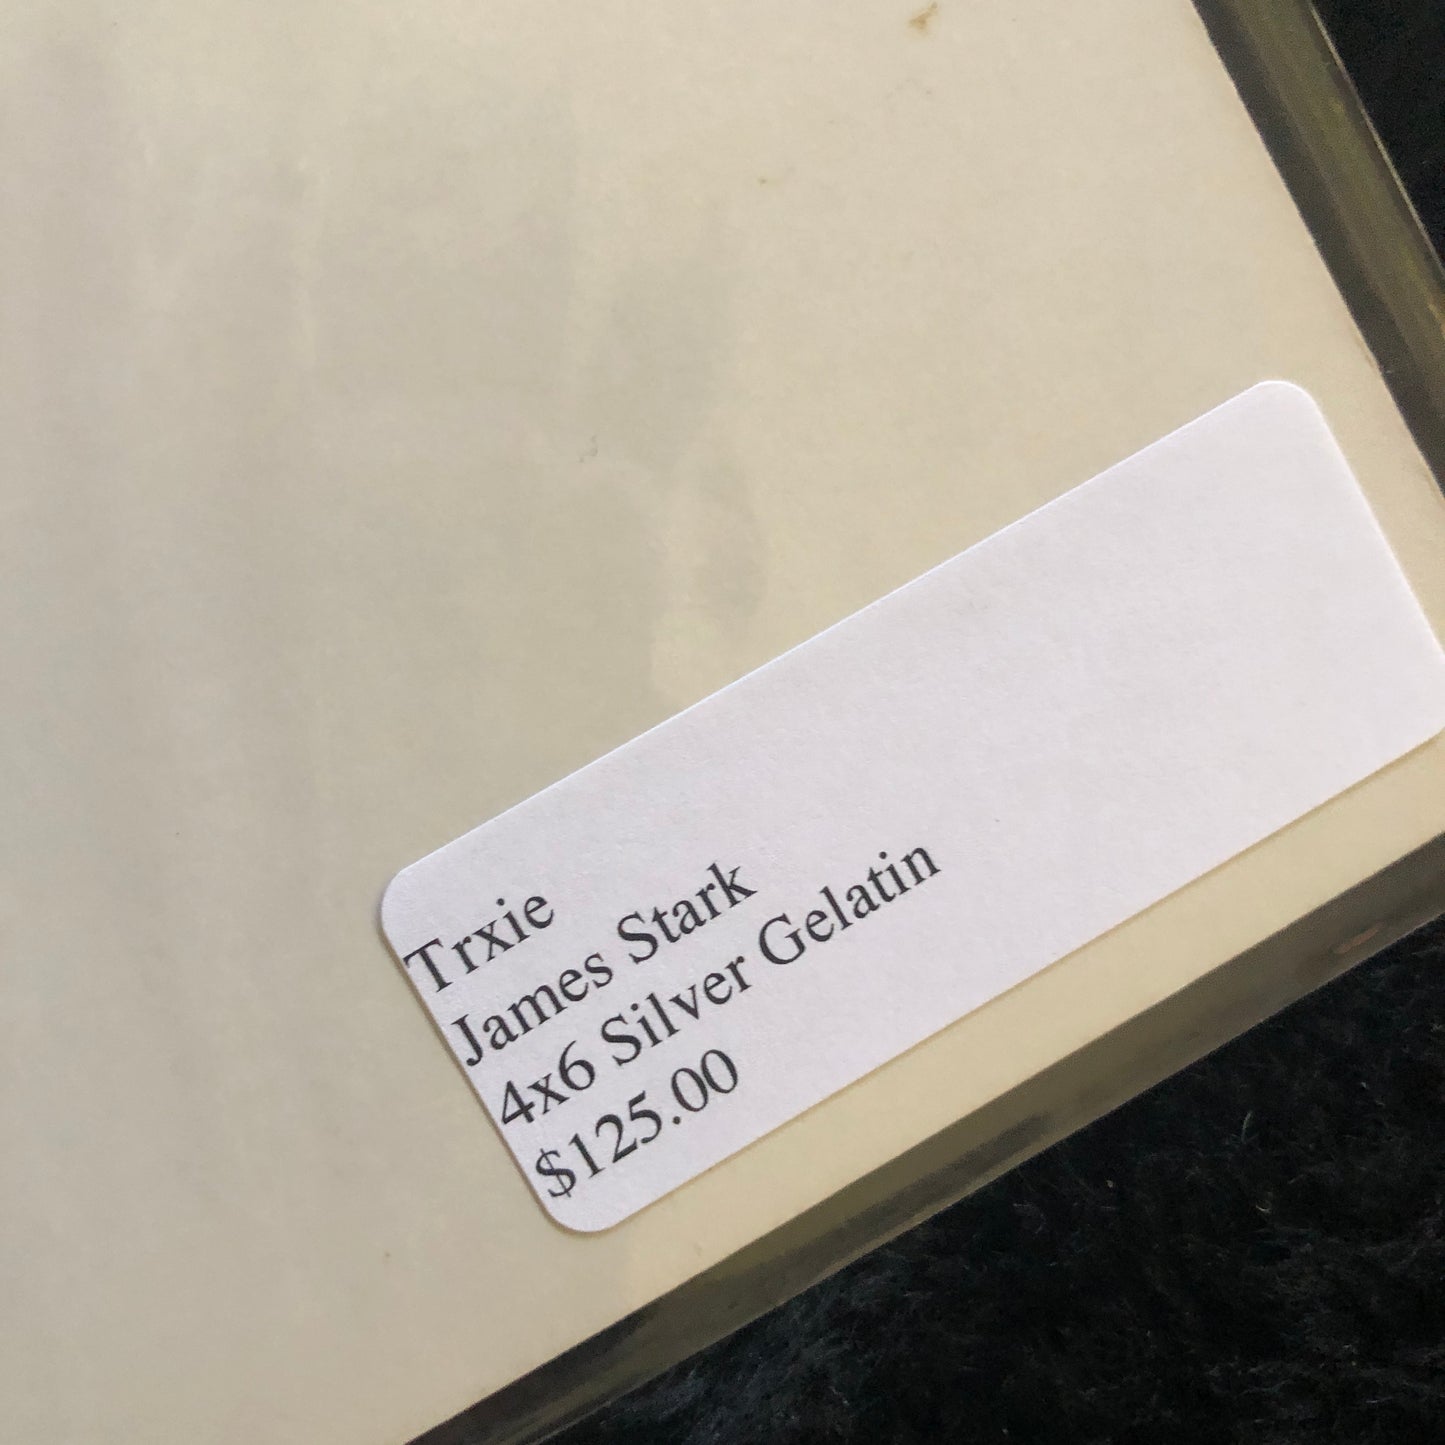 Trxie
James Stark
4x6 Silver Gelatin
$125.00